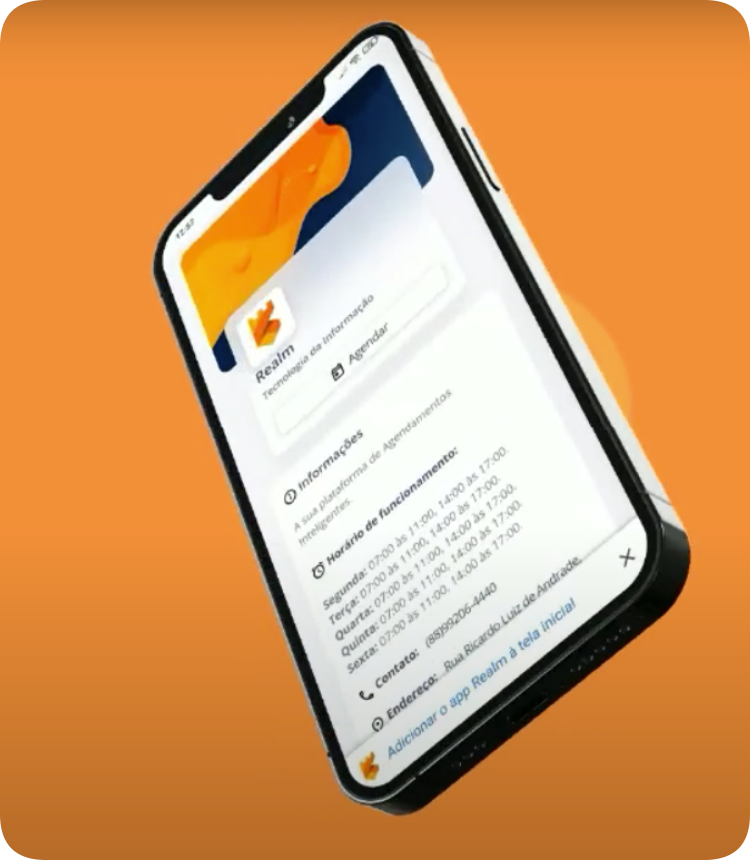 12:57
Realm
Tecnologia da Informação
Agendar
Informações
A sua plataforma de Agendamentos
Inteligentes.
Horário de funcionamento:
Segunda: 07:00 às 11:00, 14:00 às 17:00.
Terça: 07:00 às 11:00, 14:00 às 17:00.
Quarta: 07:00 às 11:00, 14:00 às 17:00.
Quinta: 07:00 às 11:00, 14:00 às 17:00.
Sexta: 07:00 às 11:00, 14:00 às 17:00.
Contato: (88)99206-4440
Endereço: Rua Ricardo Luiz de Andrade,
Adicionar o app Realm à tela inicial